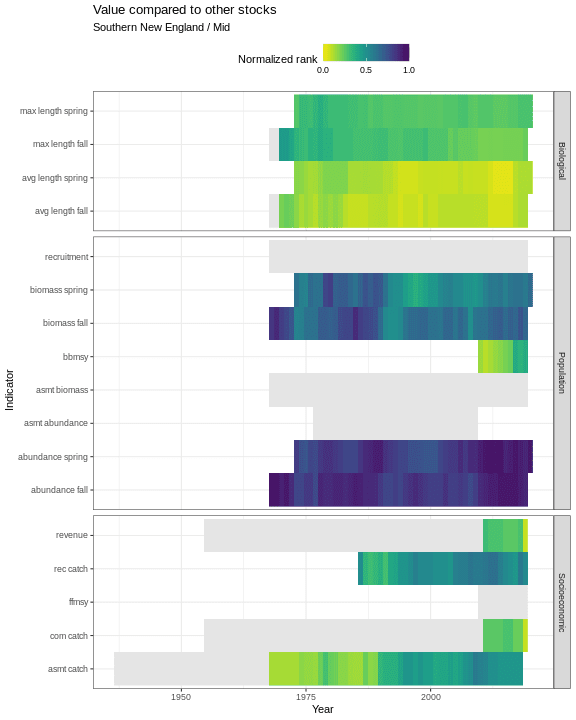 Value compared to other stocks
Southern New England / Mid
Normalized rank
0.0 0.5 1.0
max length spring
max length fall
avg length spring
avg length fall
Biological
recruitment
biomass spring
biomass fall
bbmsy
asmt biomass
asmt abundance
abundance spring
abundance fall
Population
revenue
rec catch
ffmsy
com catch
asmt catch
Socioeconomic
Indicator
1950 1975 2000
Year